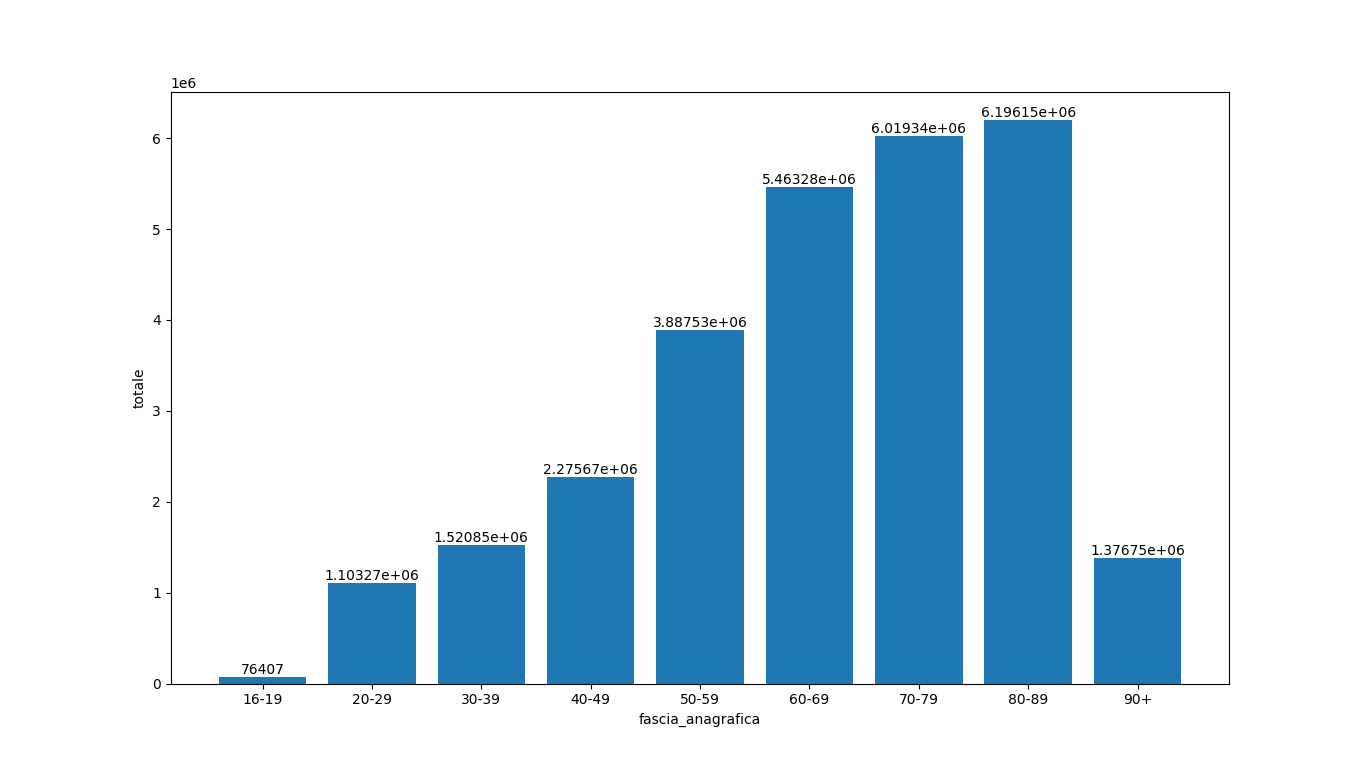 1e6
6.19615e+06
6.01934e+06
5.46328e+06
3.88753e+06
2.27567e+06
1.52085e+06
1.37675e+06
1.10327e+06
76407
6
5
4
3
2
1
0
totale
16-19 20-29 30-39 40-49 50-59 60-69 70-79 80-89 90+
fascia_anagrafica